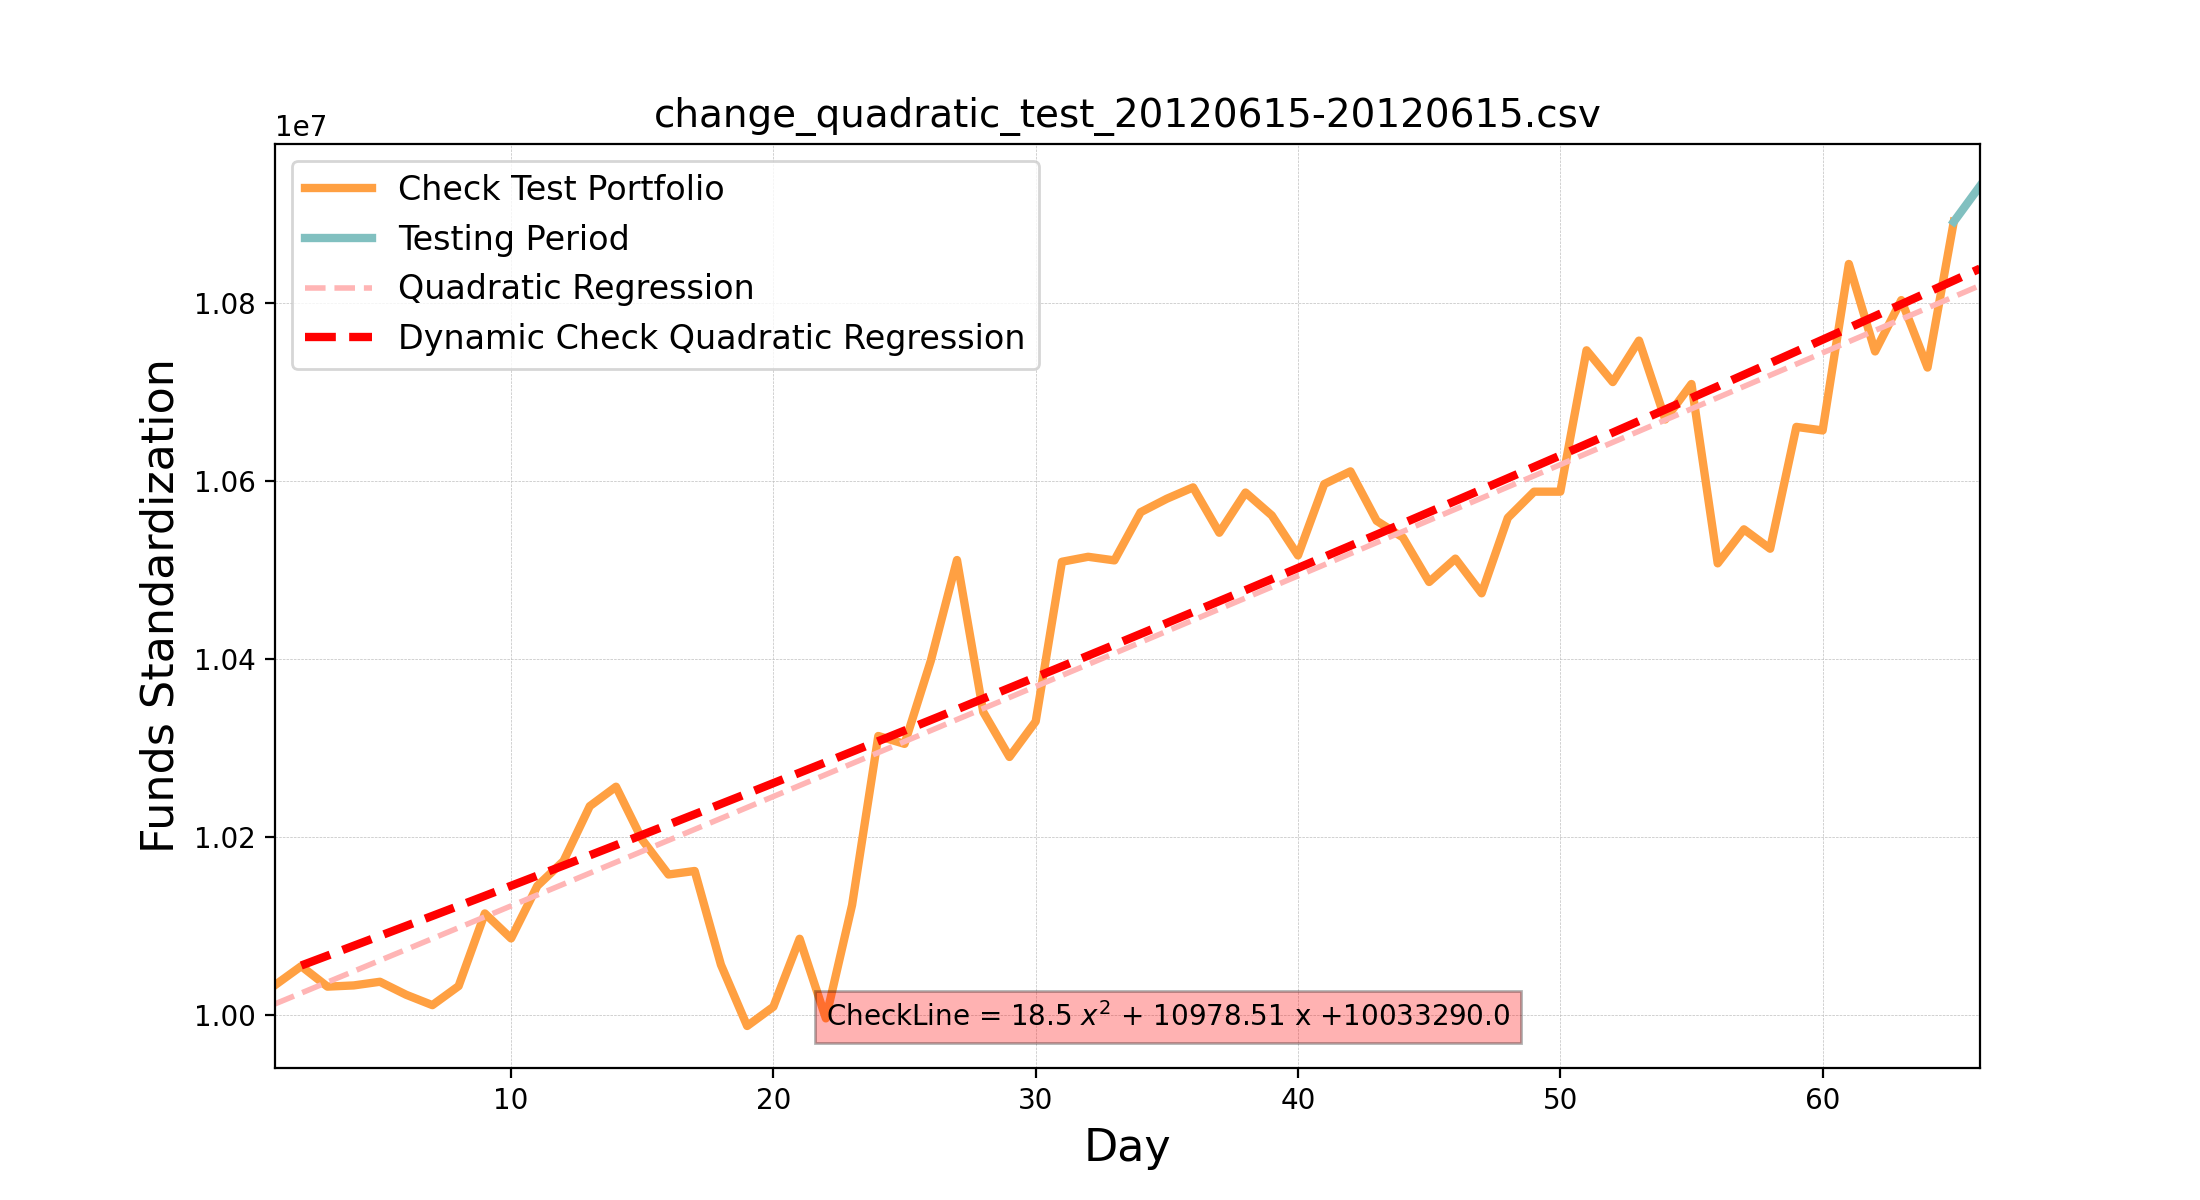 change_quadratic_test_20120615-20120615.csv
1e7
Check Test Portfolio
Testing Period
Quadratic Regression
Dynamic Check Quadratic Regression
1.08
1.06
1.04
1.02
1.00
Funds Standardization
CheckLine = 18.5 x² + 10978.51 x +10033290.0
10 20 30 40 50 60
Day